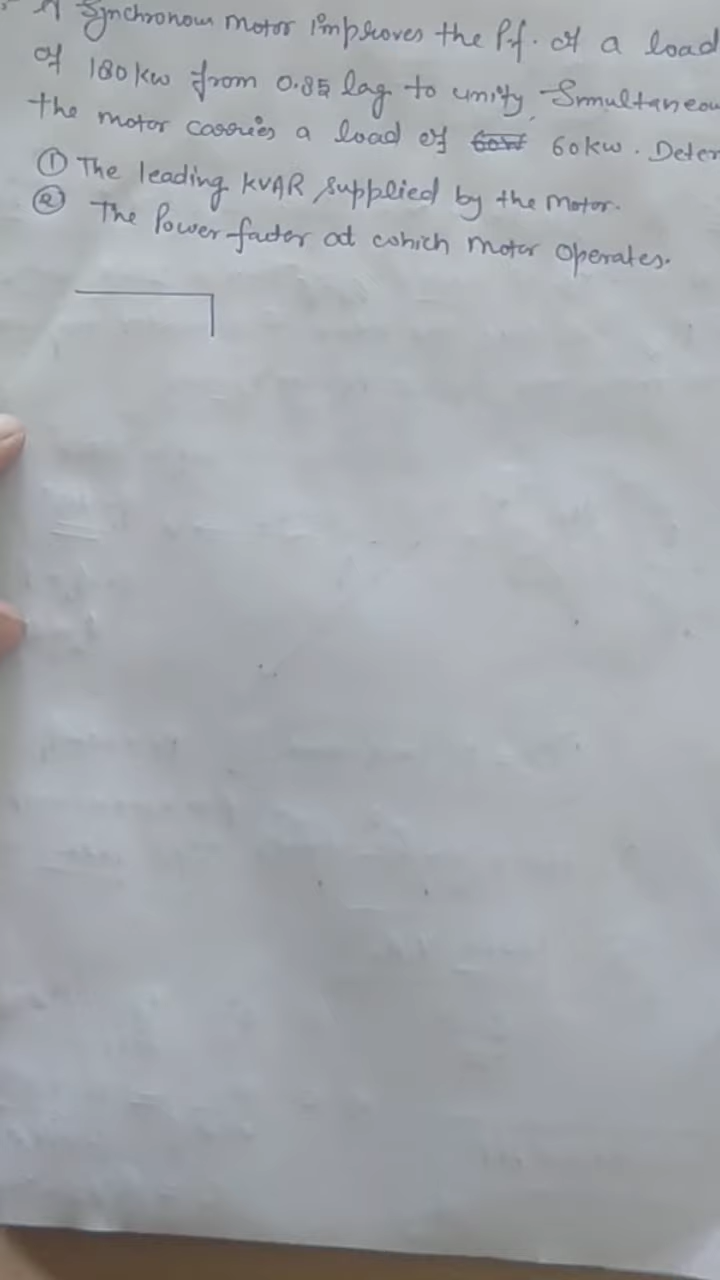 A Synchronous motor improves the P.f. of a load
of 180 kw from 0.85 lag to unity. Smultaneou
the motor carries a load of 60kw. Deter
① The leading KVAR supplied by the motor.
② The Power factor at which motor operates.